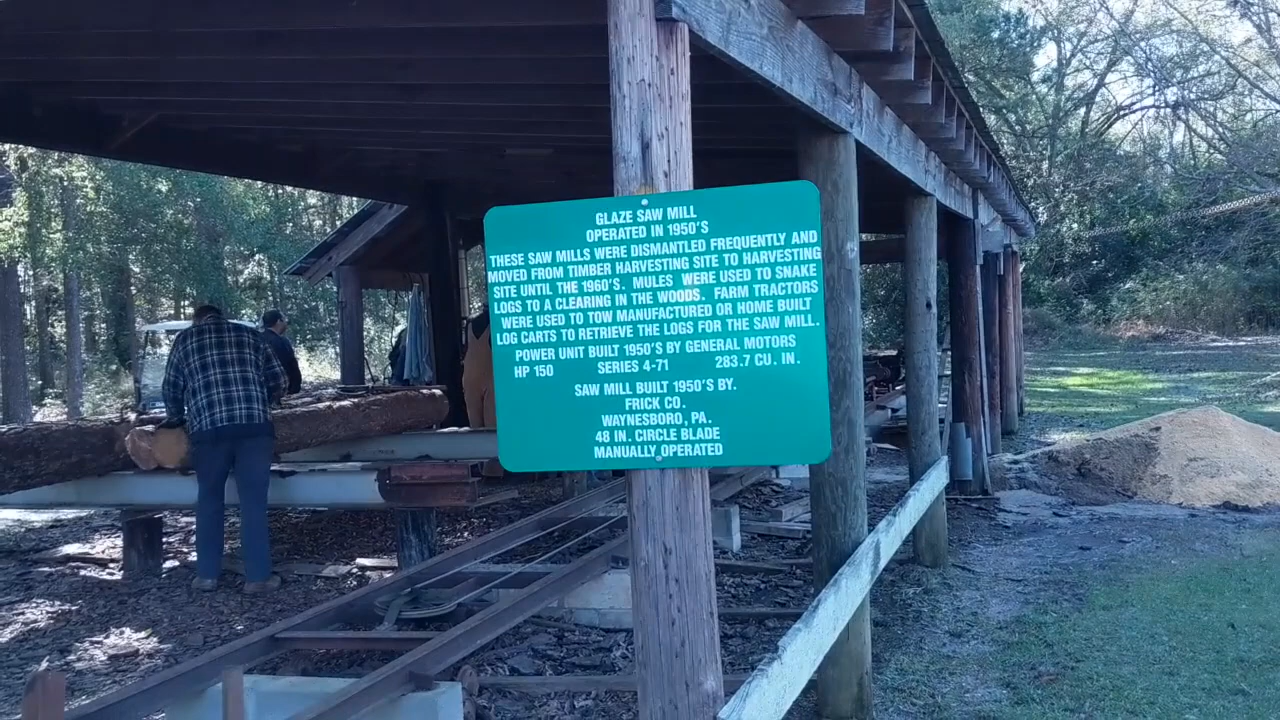 GLAZE SAW MILL
OPERATED IN 1950'S
THESE SAW MILLS WERE DISMANTLED FREQUENTLY AND
MOVED FROM TIMBER HARVESTING SITE TO HARVESTING
SITE UNTIL THE 1960'S. MULES WERE USED TO SNAKE
LOGS TO A CLEARING IN THE WOODS. FARM TRACTORS
WERE USED TO TOW MANUFACTURED OR HOME BUILT
LOG CARTS TO RETRIEVE THE LOGS FOR THE SAW MILL.
POWER UNIT BUILT 1950'S BY GENERAL MOTORS
HP 150 SERIES 4-71 283.7 CU. IN.
SAW MILL BUILT 1950'S BY.
FRICK CO.
WAYNESBORO, PA.
48 IN. CIRCLE BLADE
MANUALLY OPERATED